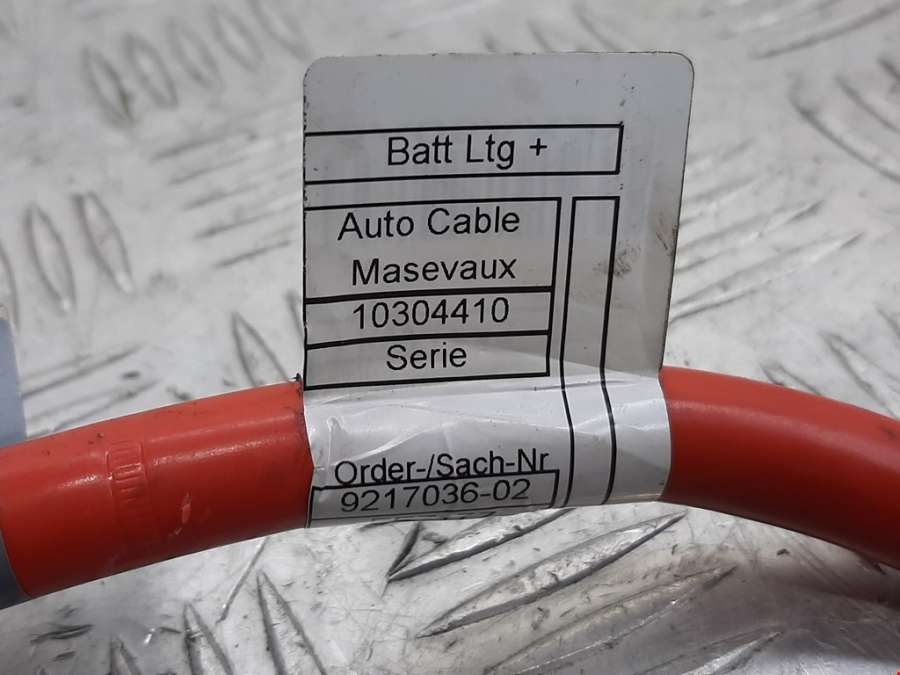 Batt Ltg +
Auto Cable
Masevaux
10304410
Serie
Order-/Sach-Nr
9217036-02